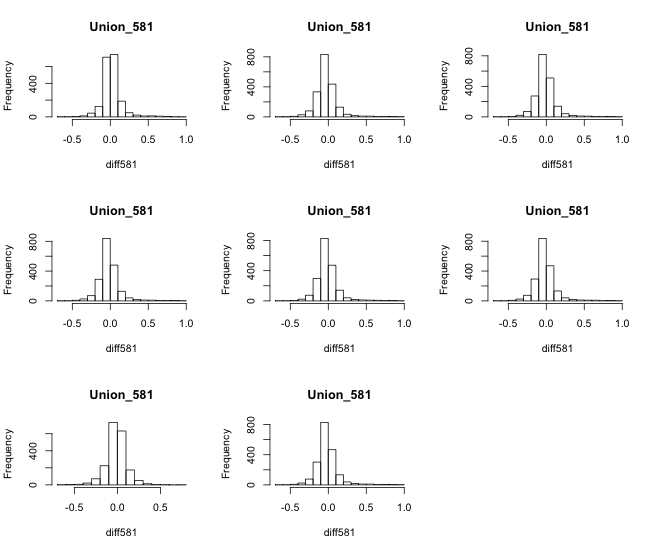 Union_581 Union_581 Union_581
Frequency Frequency Frequency
400 800 800
0 400 400
0 0
-0.5 0.0 0.5 1.0 -0.5 0.0 0.5 1.0 -0.5 0.0 0.5 1.0
diff581 diff581 diff581
Union_581 Union_581 Union_581
Frequency Frequency Frequency
800 800 800
400 400 400
0 0 0
-0.5 0.0 0.5 1.0 -0.5 0.0 0.5 1.0 -0.5 0.0 0.5 1.0
diff581 diff581 diff581
Union_581 Union_581
Frequency Frequency
400 800
0 400
0
-0.5 0.0 0.5 -0.5 0.0 0.5 1.0
diff581 diff581